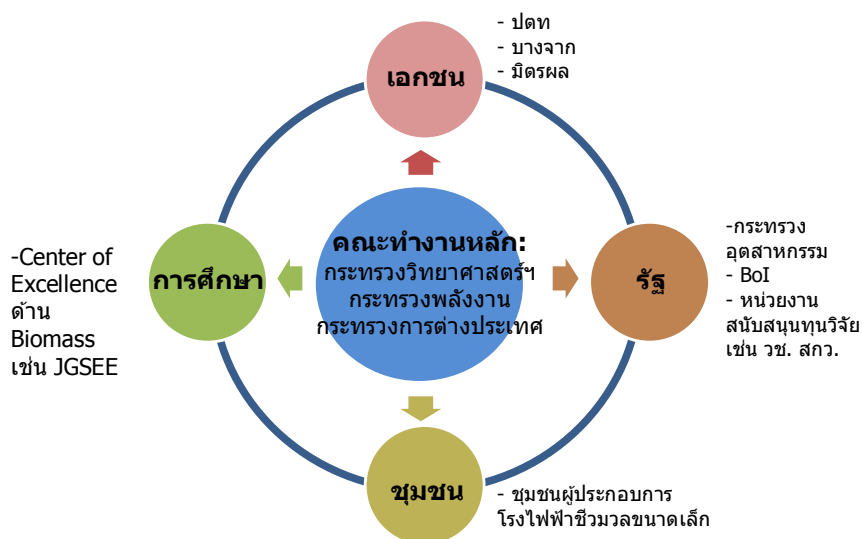 - ปตท
- บางจาก
- มิตรผล
เอกชน
คณะทำงานหลัก:
กระทรวงวิทยาศาสตร์ฯ
กระทรวงพลังงาน
กระทรวงการต่างประเทศ
การศึกษา
-Center of
Excellence
ด้าน
Biomass
เช่น JGSEE
รัฐ
-กระทรวง
อุตสาหกรรม
- BoI
- หน่วยงาน
สนับสนุนทุนวิจัย
เช่น วช. สกว.
ชุมชน
- ชุมชนผู้ประกอบการ
โรงไฟฟ้าชีวมวลขนาดเล็ก